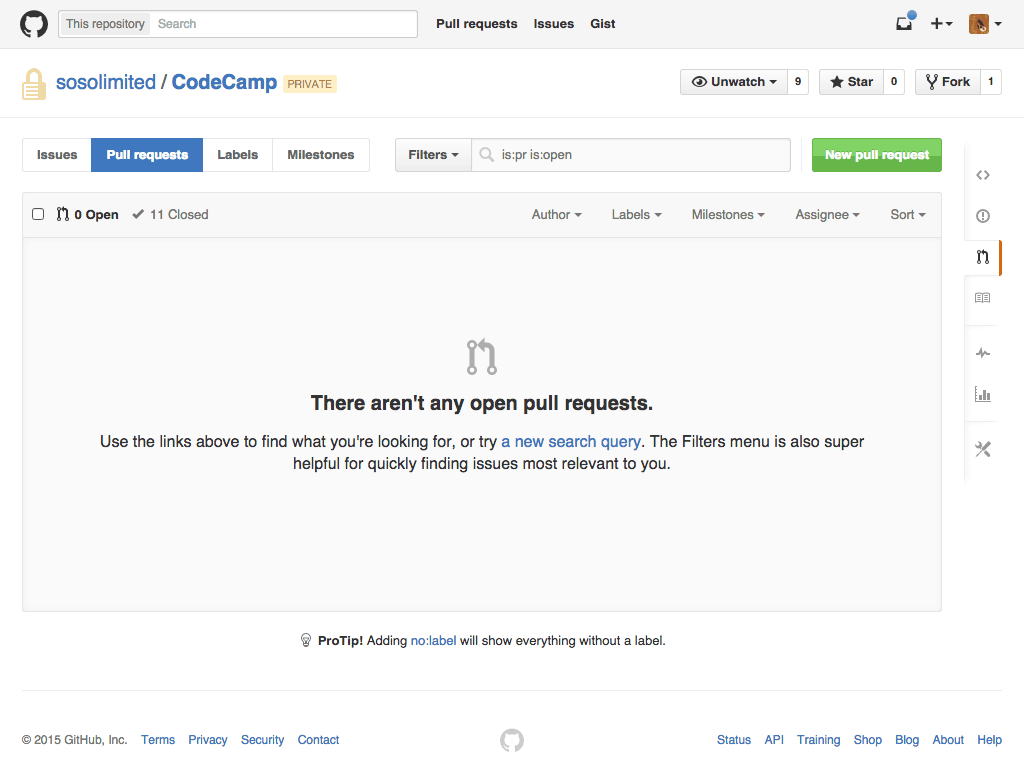 This repository Search Pull requests Issues Gist
sosolimited / CodeCamp PRIVATE Unwatch 9 Star 0 Fork 1
Issues Pull requests Labels Milestones Filters is:pr is:open New pull request
0 Open 11 Closed Author Labels Milestones Assignee Sort
There aren't any open pull requests.
Use the links above to find what you're looking for, or try a new search query. The Filters menu is also super
helpful for quickly finding issues most relevant to you.
ProTip! Adding no:label will show everything without a label.
© 2015 GitHub, Inc. Terms Privacy Security Contact Status API Training Shop Blog About Help